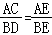 AC/BD = AE/BE